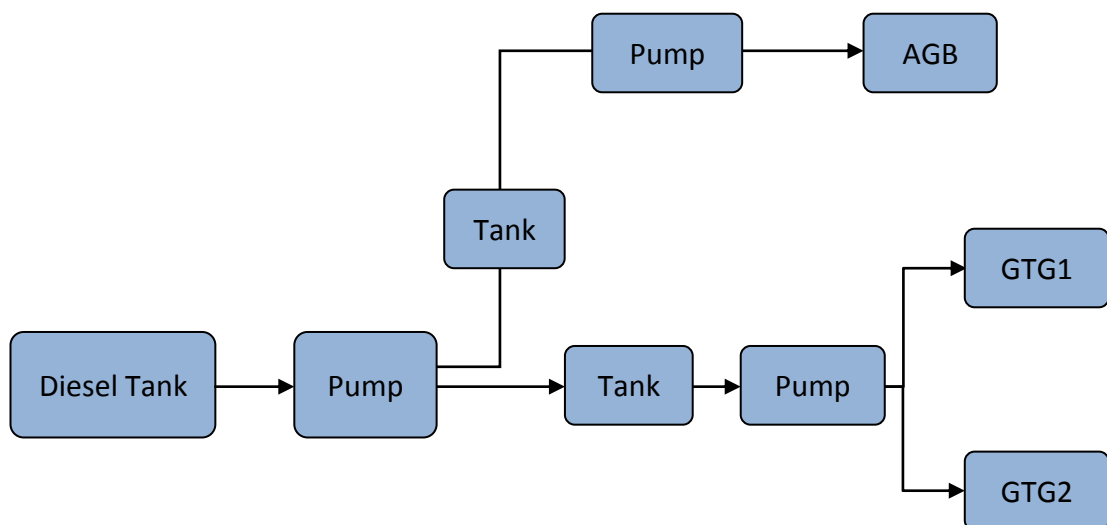 Pump
AGB
Tank
GTG1
Diesel Tank
Pump
Tank
Pump
GTG2